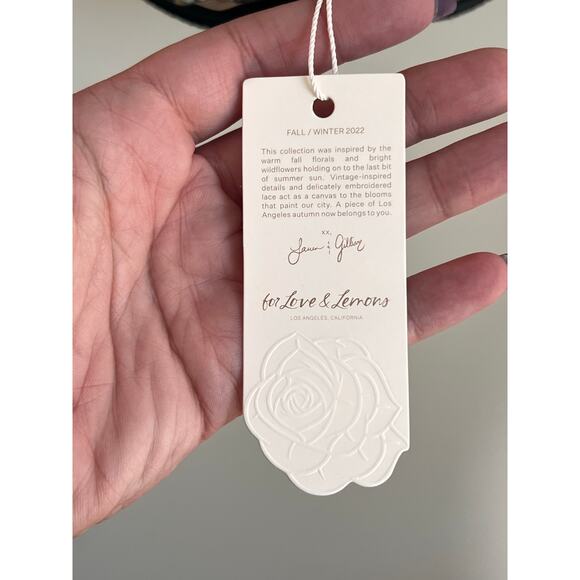 FALL / WINTER 2022
This collection was inspired by the
warm fall florals and bright
wildflowers holding on to the last bit
of summer sun. Vintage-inspired
details and delicately embroidered
lace act as a canvas to the blooms
that paint our city. A piece of Los
Angeles autumn now belongs to you.
xx,
for Love & Lemons
LOS ANGELES, CALIFORNIA